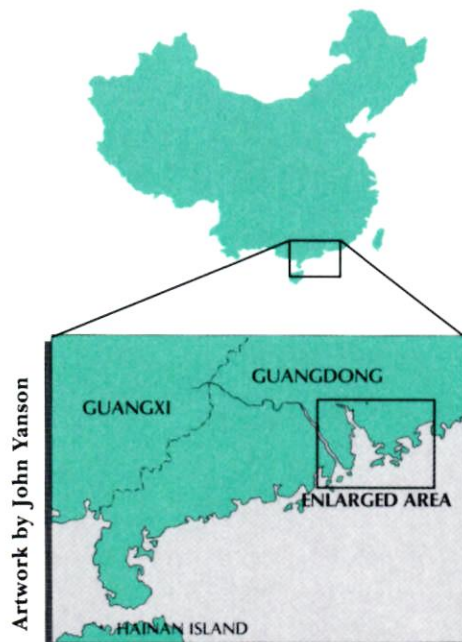 GUANGDONG
GUANGXI
ENLARGED AREA
HAINAN ISLAND
Artwork by John Yanson